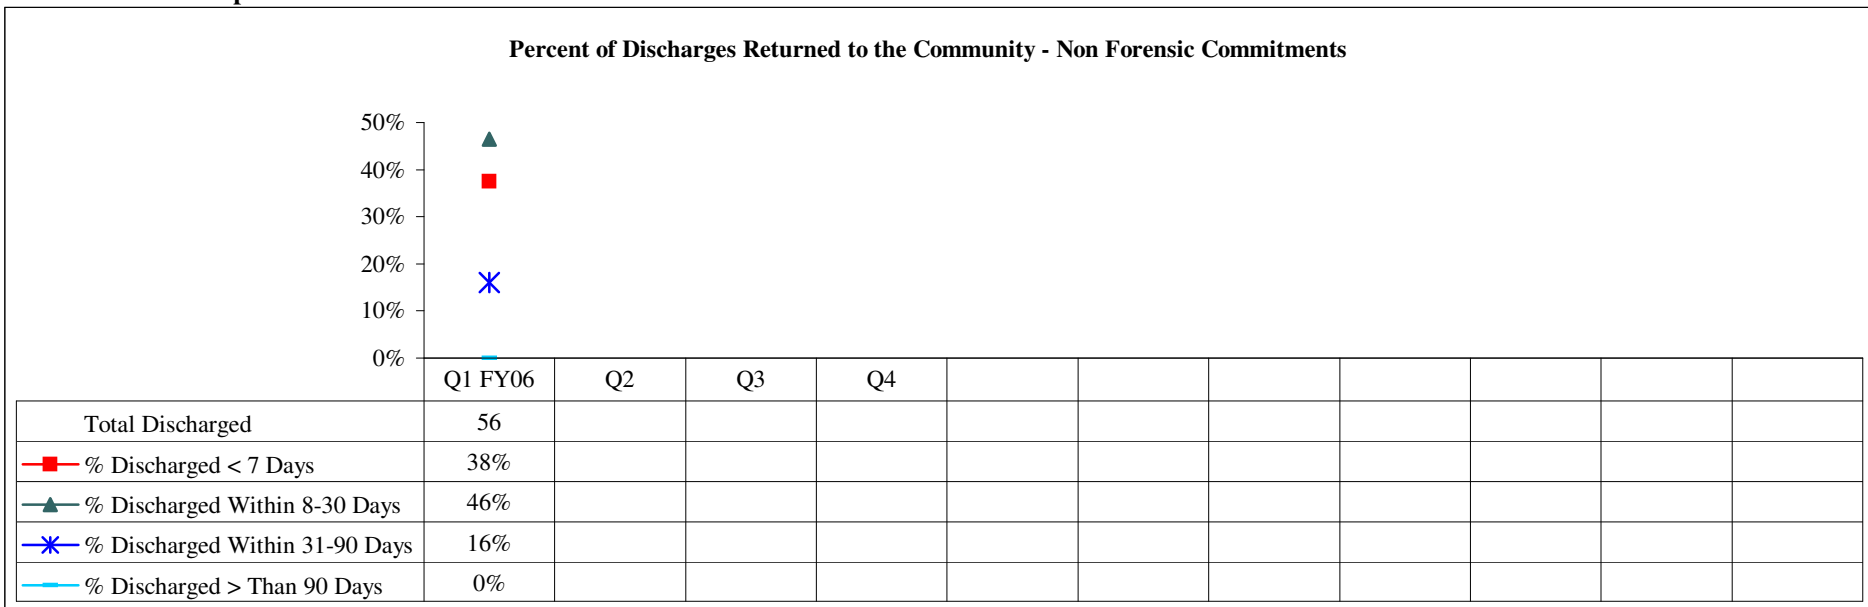 Percent of Discharges Returned to the Community - Non Forensic Commitments
50%
40%
30%
20%
10%
0%
Q1 FY06 Q2 Q3 Q4
Total Discharged 56
% Discharged < 7 Days 38%
% Discharged Within 8-30 Days 46%
% Discharged Within 31-90 Days 16%
% Discharged > Than 90 Days 0%